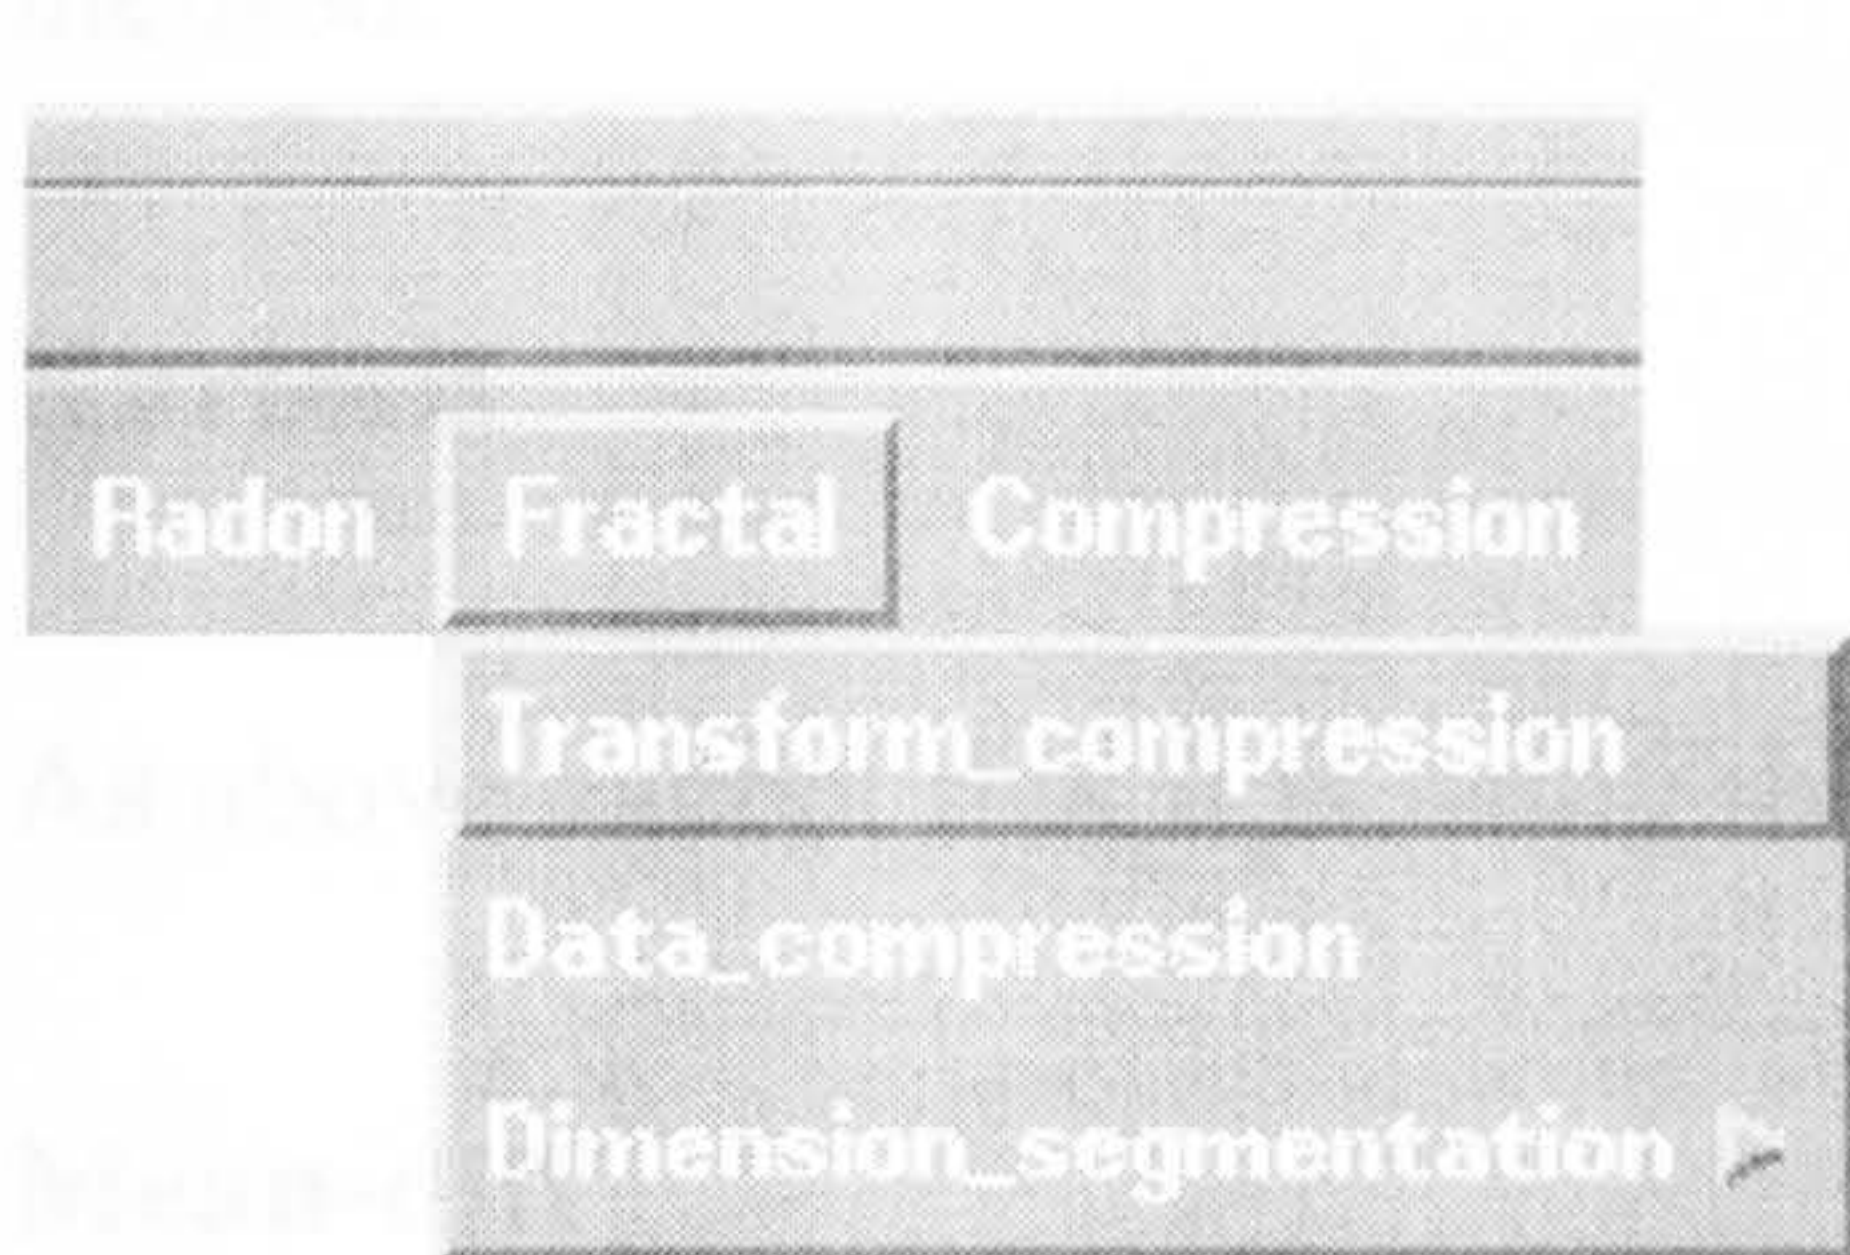 Radon Fractal Compression
Transform_compression
Data_compression
Dimension_segmentation